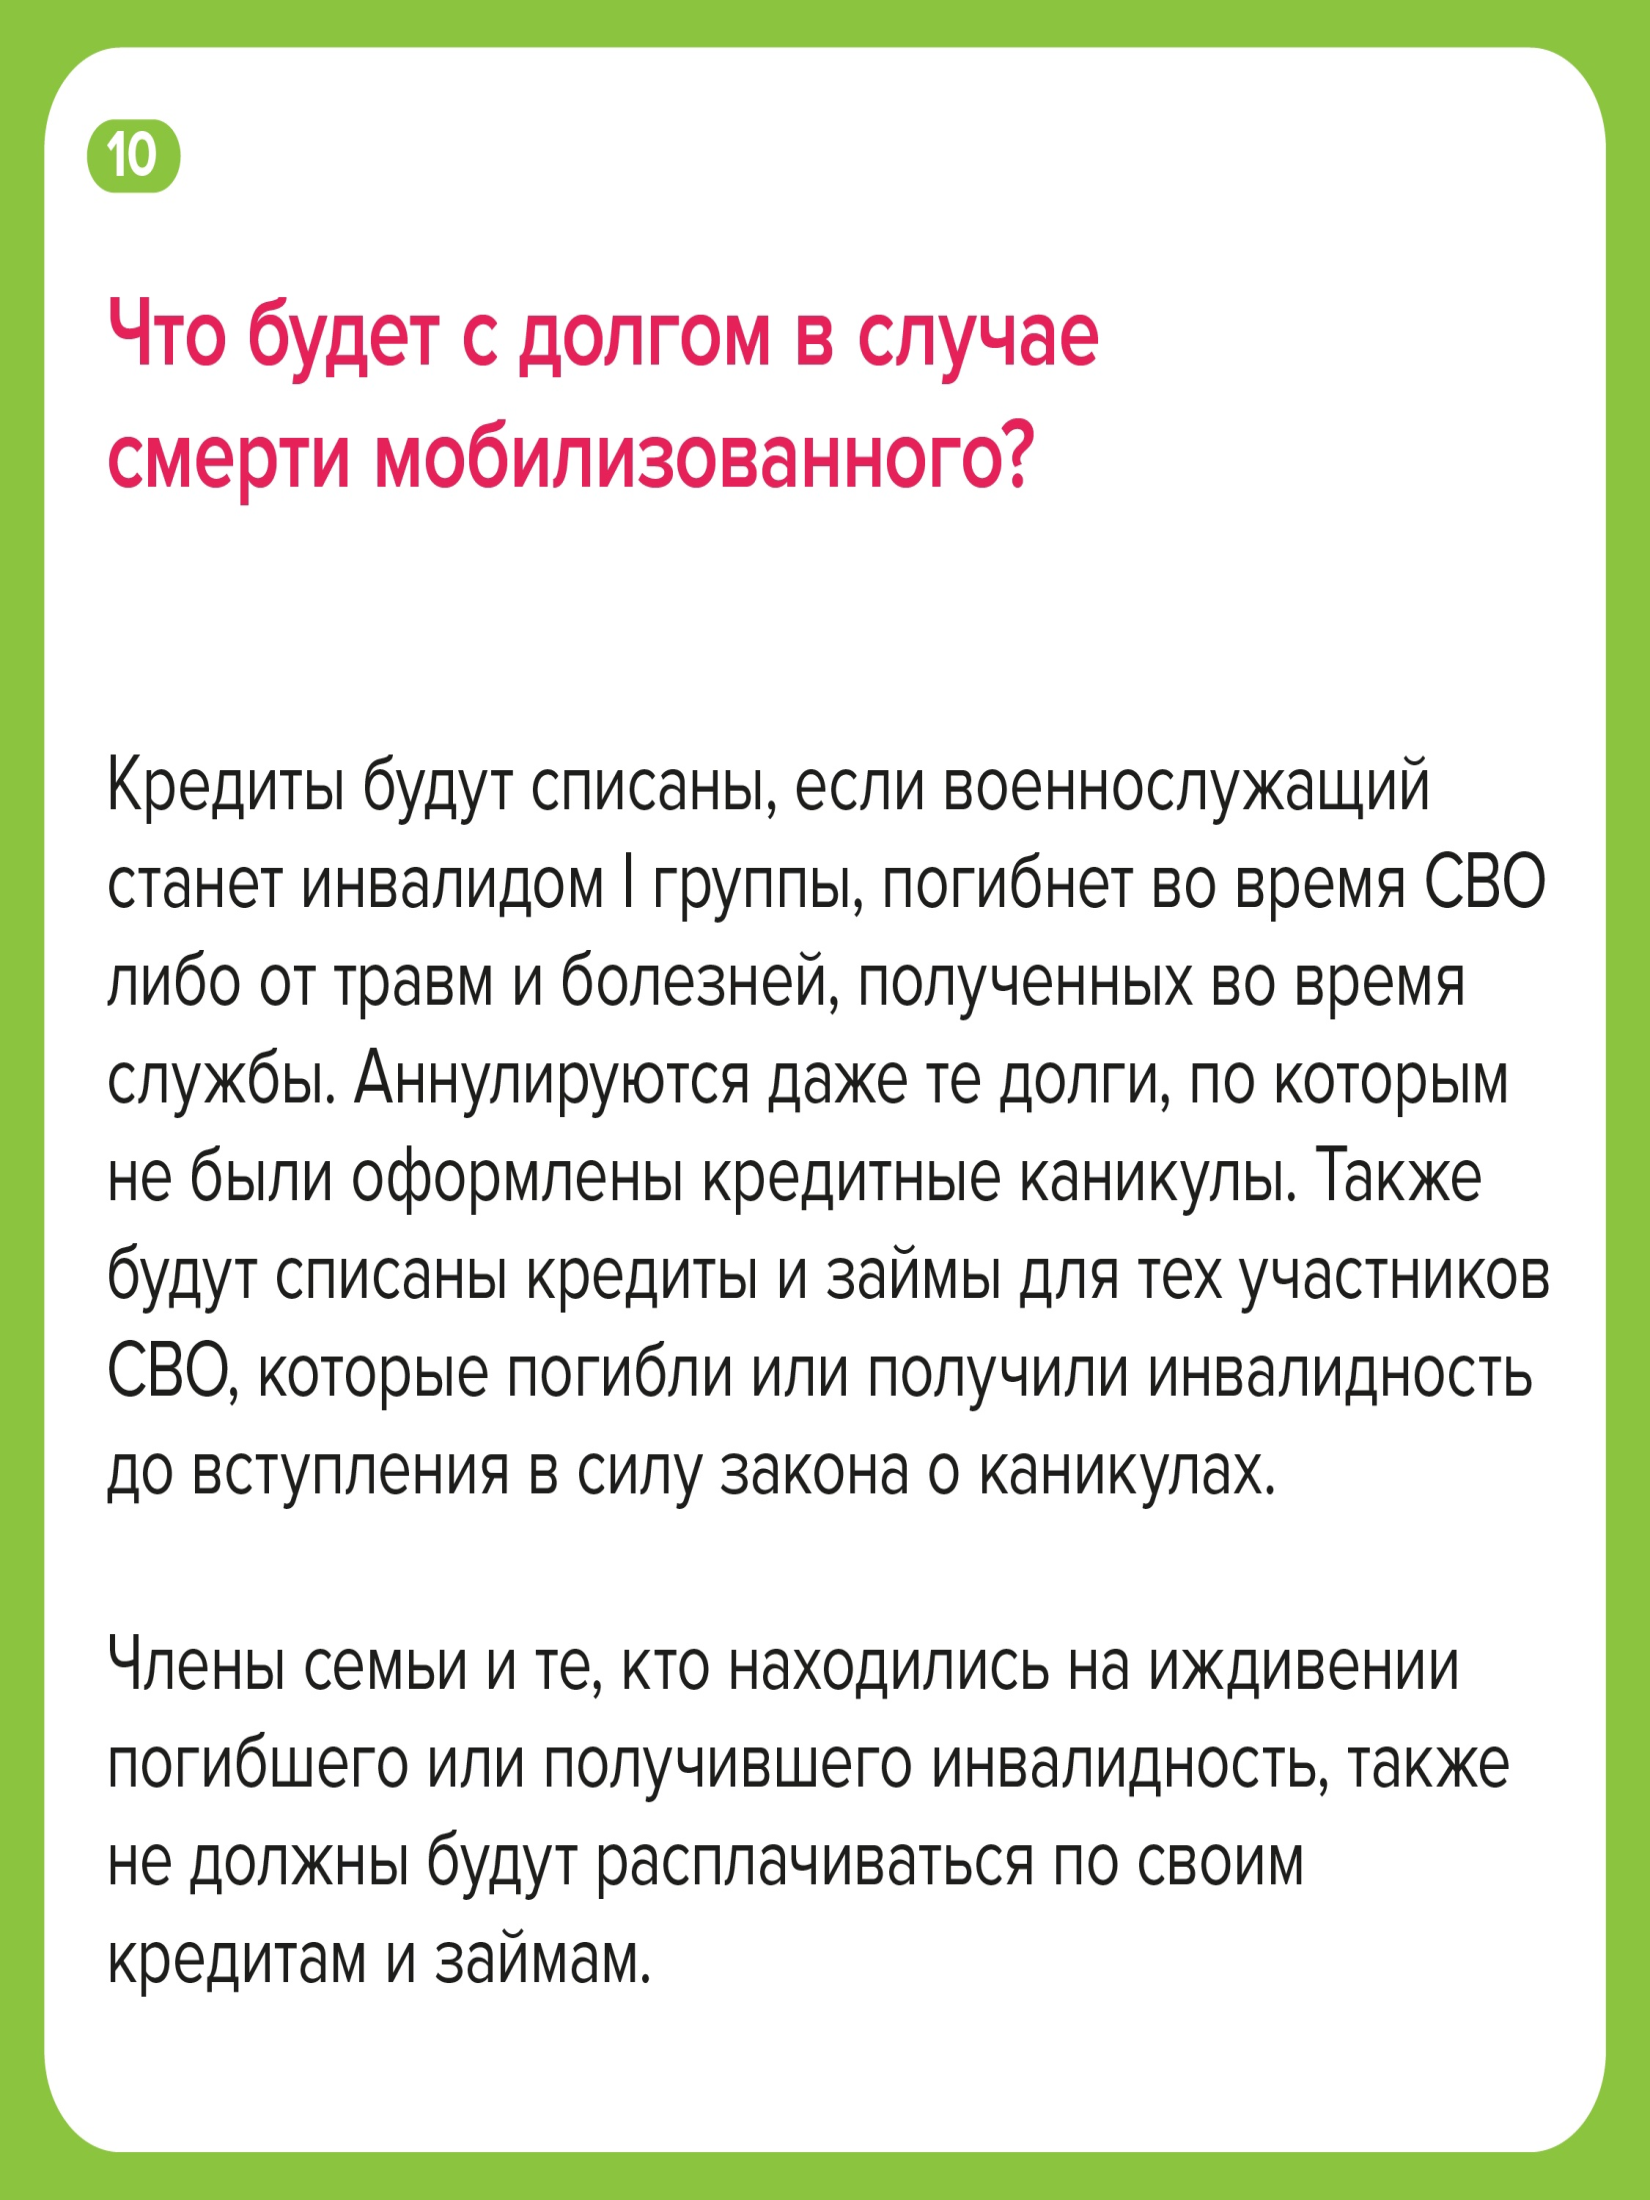 10
Что будет с долгом в случае
смерти мобилизованного?
Кредиты будут списаны, если военнослужащий
станет инвалидом I группы, погибнет во время СВО
либо от травм и болезней, полученных во время
службы. Аннулируются даже те долги, по которым
не были оформлены кредитные каникулы. Также
будут списаны кредиты и займы для тех участников
СВО, которые погибли или получили инвалидность
до вступления в силу закона о каникулах.
Члены семьи и те, кто находились на иждивении
погибшего или получившего инвалидность, также
не должны будут расплачиваться по своим
кредитам и займам.